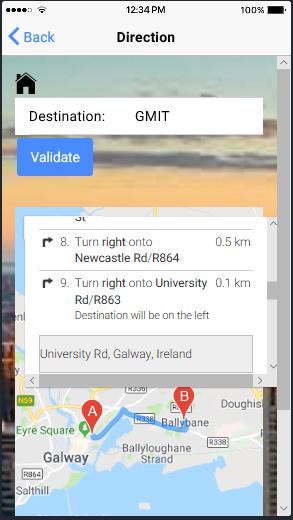 12:34 PM
100%
Back
Direction
Destination: GMIT
Validate
St
8. Turn right onto 0.5 km
Newcastle Rd/R864
9. Turn right onto University 0.1 km
Rd/R863
Destination will be on the left
University Rd, Galway, Ireland
R336
R339
N59
A
B
Doughis
Eyre Square
Ballybane
R338
Galway
Ballyloughane
Strand
R864
Salthill